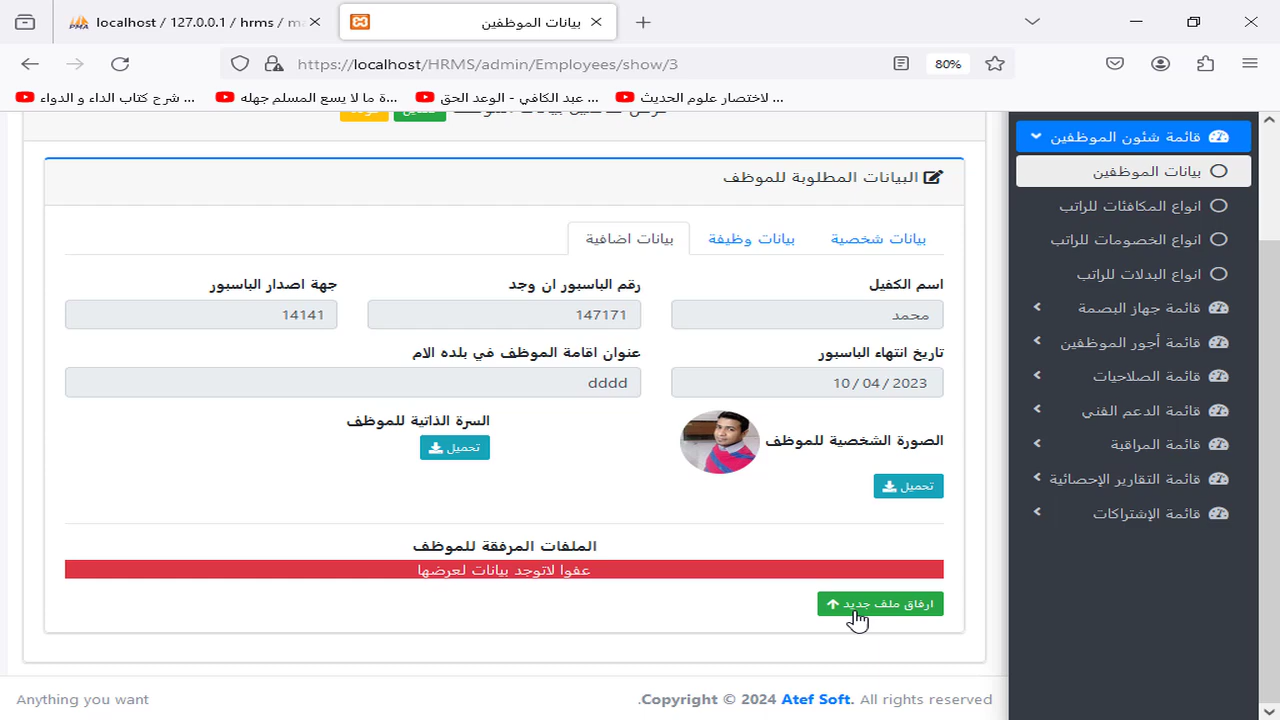 localhost / 127.0.0.1 / hrms / ma
بيانات الموظفين
https://localhost/HRMS/admin/Employees/show/3
80%
شرح كتاب الداء و الدواء ...
ة ما لا يسع المسلم جهله...
عبد الكافي - الوعد الحق ...
لاختصار علوم الحديث ...
قائمة شئون الموظفين
بيانات الموظفين
انواع المكافئات للراتب
انواع الخصومات للراتب
انواع البدلات للراتب
قائمة جهاز البصمة
قائمة أجور الموظفين
قائمة الصلاحيات
قائمة الدعم الفني
قائمة المراقبة
قائمة التقارير الإحصائية
قائمة الإشتراكات
البيانات المطلوبة للموظف
بيانات شخصية
بيانات وظيفة
بيانات اضافية
اسم الكفيل
رقم الباسبور ان وجد
جهة اصدار الباسبور
محمد
147171
14141
تاريخ انتهاء الباسبور
عنوان اقامة الموظف في بلده الام
10 / 04 / 2023
dddd
الصورة الشخصية للموظف
السرة الذاتية للموظف
تحميل
تحميل
الملفات المرفقة للموظف
عفوا لاتوجد بيانات لعرضها
ارفاق ملف جديد
Anything you want
.Copyright © 2024 Atef Soft. All rights reserved